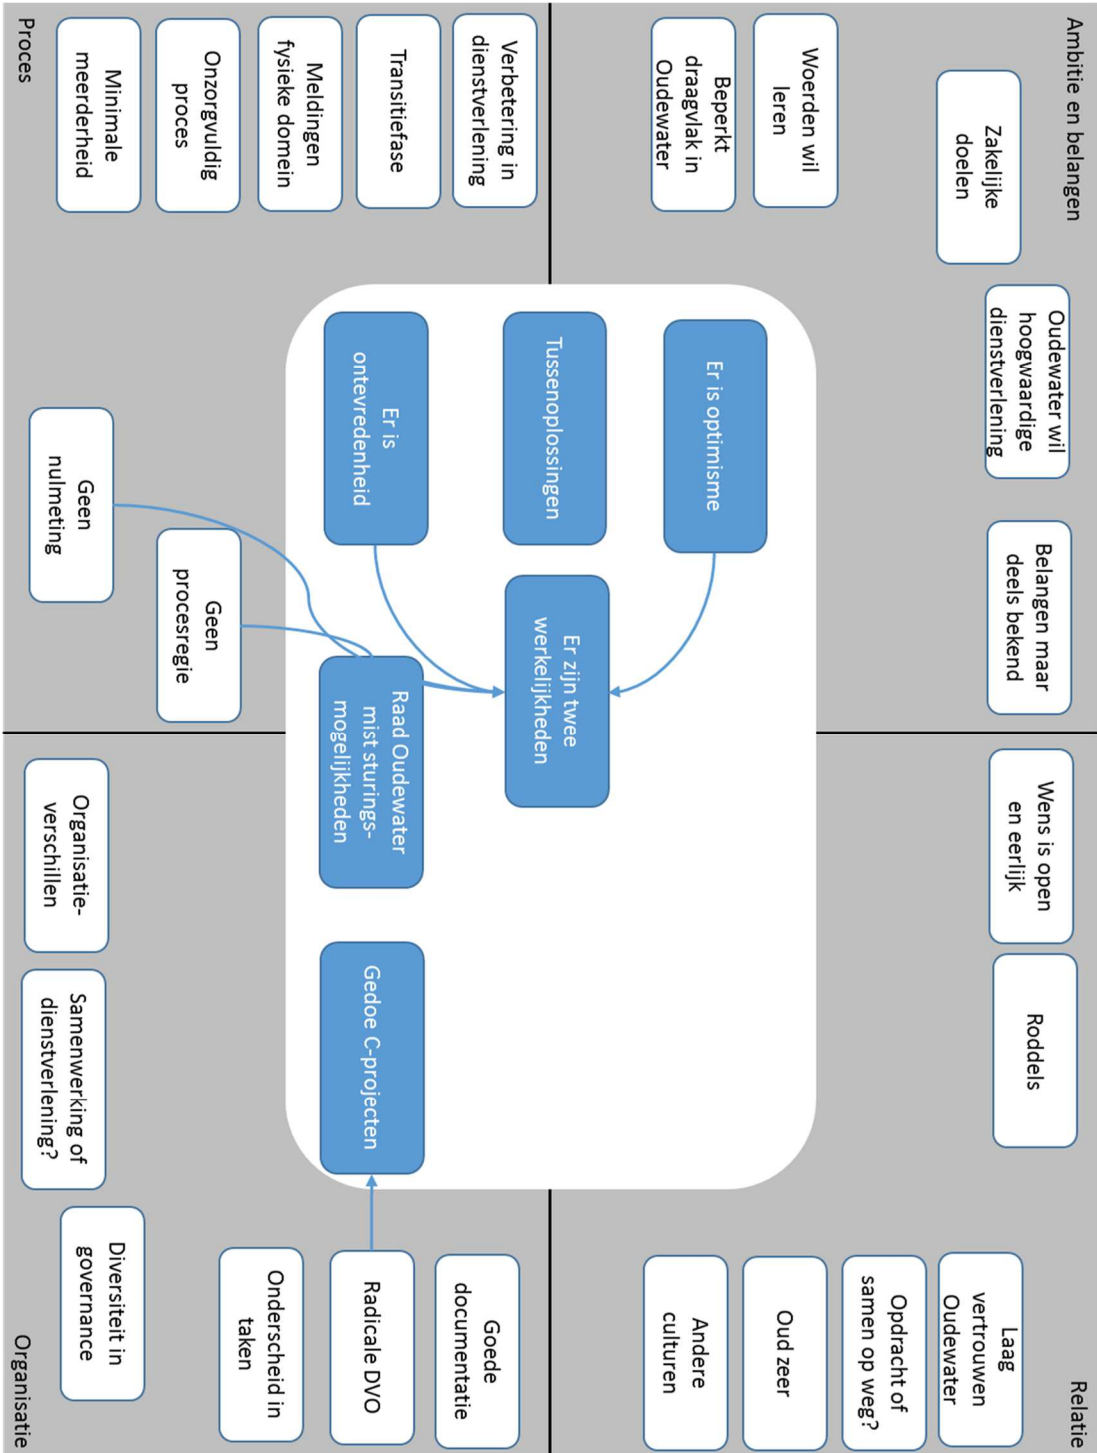 Ambitie en belangen
Zakelijke
doelen
Oudewater wil
hoogwaardige
dienstverlening
Belangen maar
deels bekend
Woerden wil
leren
Beperkt
draagvlak in
Oudewater
Relatie
Wens is open
en eerlijk
Roddels
Laag
vertrouwen
Oudewater
Opdracht of
samen op weg?
Oud zeer
Andere
culturen
Er is optimisme
Tussenoplossingen
Er is
ontevredenheid
Er zijn twee
werkelijkheden
Raad Oudewater
mist sturings-
mogelijkheden
Gedoe C-projecten
Verbetering in
dienstverlening
Transitiefase
Meldingen
fysieke domein
Onzorgvuldig
proces
Minimale
meerderheid
Geen
nulmeting
Geen
procesregie
Proces
Goede
documentatie
Radicale DVO
Onderscheid in
taken
Organisatie-
verschillen
Samenwerking of
dienstverlening?
Diversiteit in
governance
Organisatie